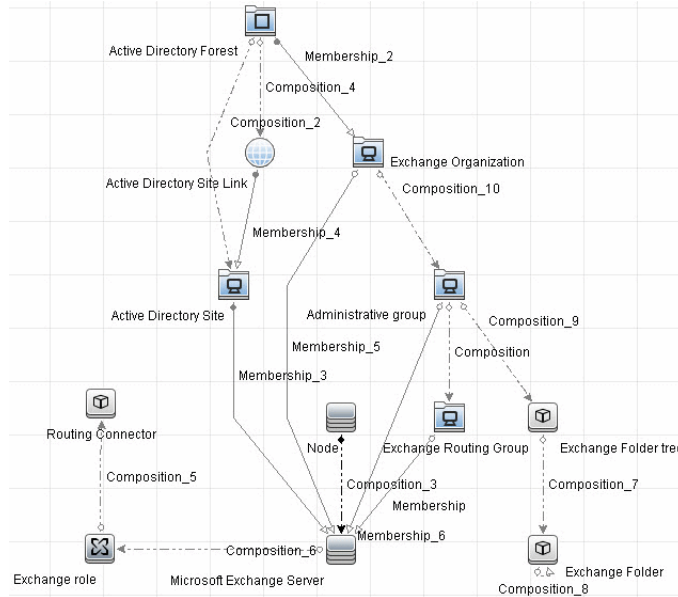 Active Directory Forest
Membership_2
Composition_4
Composition_2
Exchange Organization
Active Directory Site Link
Composition_10
Membership_4
Active Directory Site
Administrative group
Composition_9
Membership_5
Composition
Membership_3
Routing Connector
Node
Exchange Routing Group
Exchange Folder tree
Composition_5
Composition_3
Composition_7
Membership
Membership_6
Composition_6
Exchange role
Microsoft Exchange Server
Exchange Folder
Composition_8